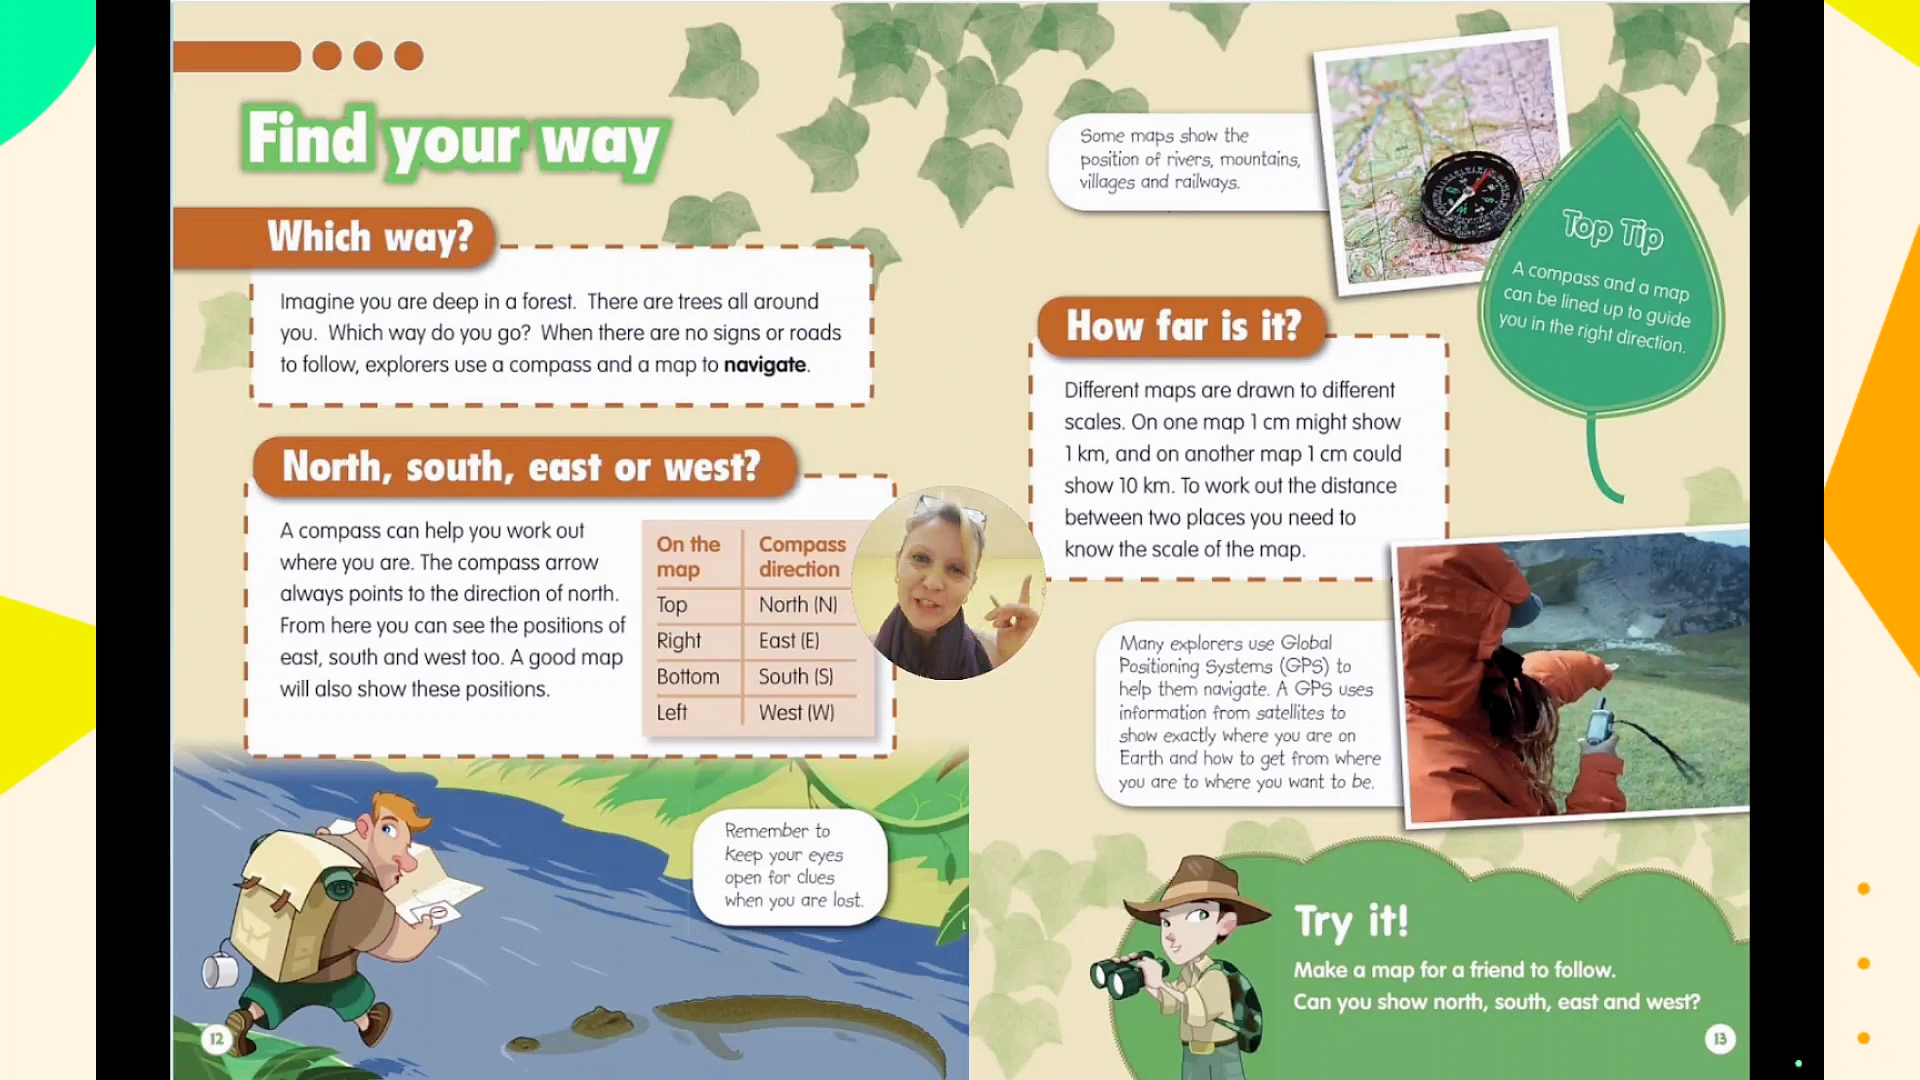 Find your way
Which way?
Imagine you are deep in a forest. There are trees all around
you. Which way do you go? When there are no signs or roads
to follow, explorers use a compass and a map to navigate.
North, south, east or west?
A compass can help you work out
where you are. The compass arrow
always points to the direction of north.
From here you can see the positions of
east, south and west too. A good map
will also show these positions.
On the map
Compass direction
Top North (N)
Right East (E)
Bottom South (S)
Left West (W)
Remember to
keep your eyes
open for clues
when you are lost.
12
Some maps show the
position of rivers, mountains,
villages and railways.
Top Tip
A compass and a map
can be lined up to guide
you in the right direction.
How far is it?
Different maps are drawn to different
scales. On one map 1 cm might show
1 km, and on another map 1 cm could
show 10 km. To work out the distance
between two places you need to
know the scale of the map.
Many explorers use Global
Positioning Systems (GPS) to
help them navigate. A GPS uses
information from satellites to
show exactly where you are on
Earth and how to get from where
you are to where you want to be.
Try it!
Make a map for a friend to follow.
Can you show north, south, east and west?
13